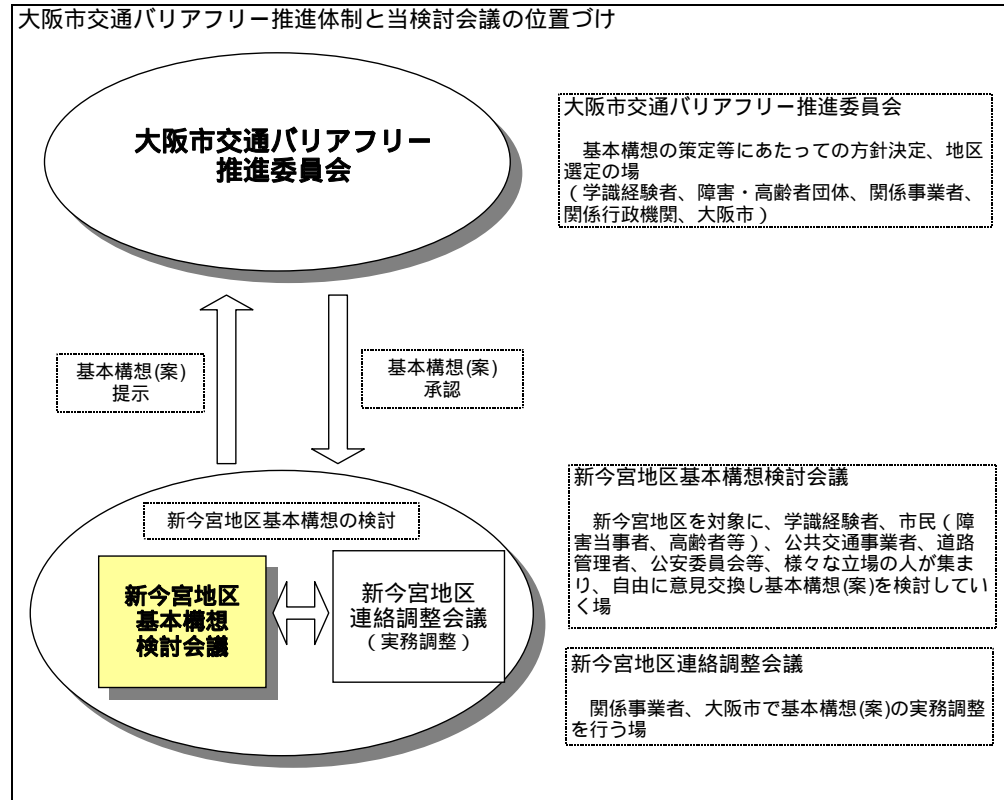 大阪市交通バリアフリー推進体制と当検討会議の位置づけ
大阪市交通バリアフリー
推進委員会
大阪市交通バリアフリー推進委員会
基本構想の策定等にあたっての方針決定、地区
選定の場
(学識経験者、障害・高齢者団体、関係事業者、
関係行政機関、大阪市)
基本構想(案)
提示
基本構想(案)
承認
新今宮地区基本構想の検討
新今宮地区
基本構想
検討会議
新今宮地区
連絡調整会議
(実務調整)
新今宮地区基本構想検討会議
新今宮地区を対象に、学識経験者、市民(障
害当事者、高齢者等)、公共交通事業者、道路
管理者、公安委員会等、様々な立場の人が集ま
り、自由に意見交換し基本構想(案)を検討してい
く場
新今宮地区連絡調整会議
関係事業者、大阪市で基本構想(案)の実務調整
を行う場